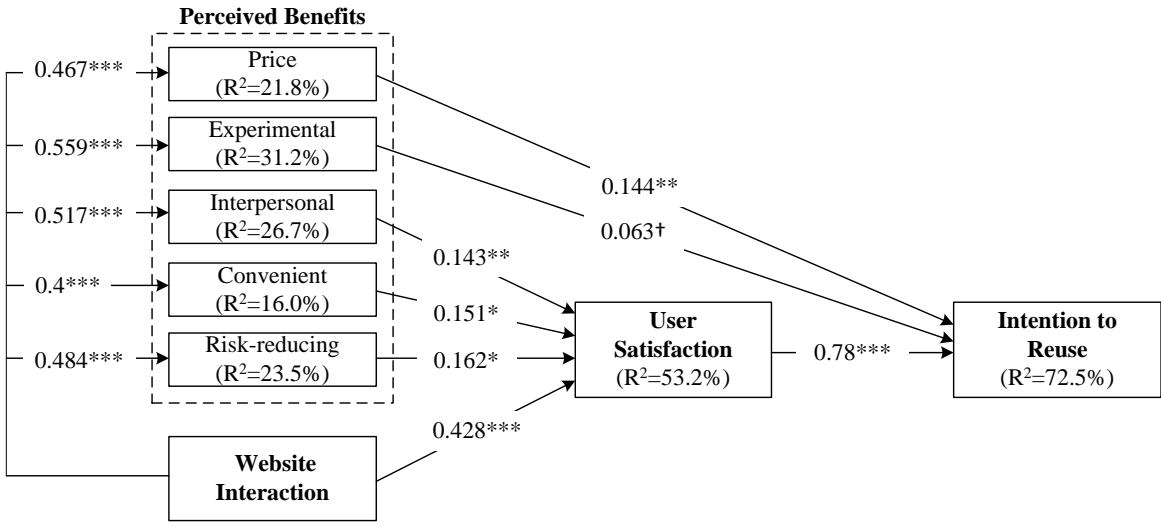 Perceived Benefits
0.467***
Price
(R²=21.8%)
0.559***
Experimental
(R²=31.2%)
0.144**
0.517***
Interpersonal
(R²=26.7%)
0.063†
0.143**
0.4***
Convenient
(R²=16.0%)
0.151*
User
Satisfaction
(R²=53.2%)
0.78***
Intention to
Reuse
(R²=72.5%)
0.484***
Risk-reducing
(R²=23.5%)
0.162*
0.428***
Website
Interaction